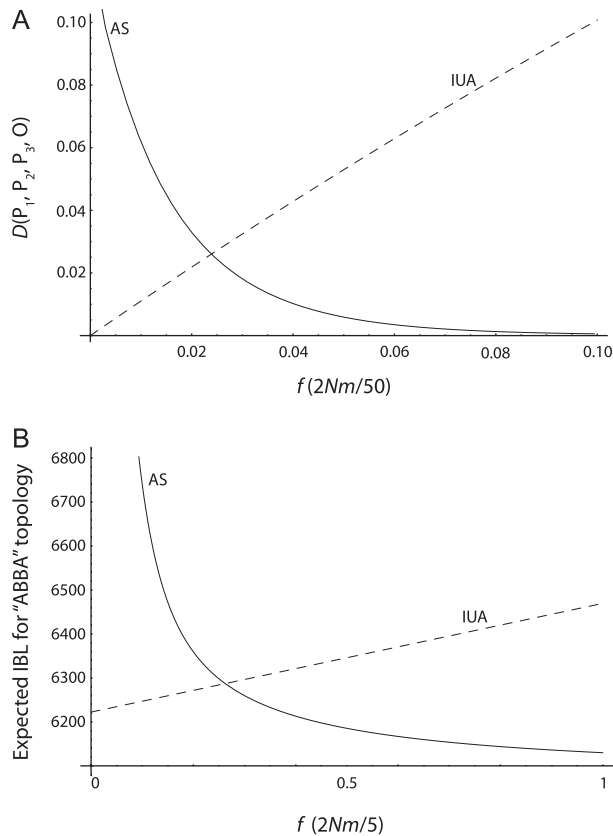 A
AS
IUA
0.10
0.08
0.06
0.04
0.02
D(P1, P2, P3, O)
0.02 0.04 0.06 0.08 0.10
f (2Nm/50)
B
AS
IUA
6800
6700
6600
6500
6400
6300
6200
Expected IBL for “ABBA” topology
0 0.5 1
f (2Nm/5)